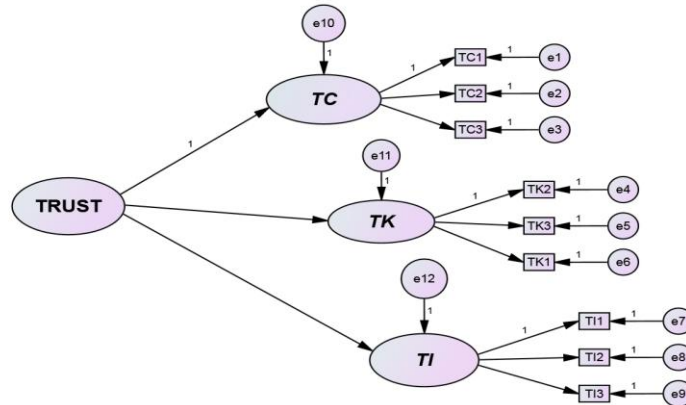 e10
1
1
TC1
1
e1
TC
TC2
1
e2
TC3
1
e3
1
e11
1
TRUST
TK
1
TK2
1
e4
TK3
1
e5
TK1
1
e6
e12
1
TI
1
TI1
1
e7
TI2
1
e8
TI3
1
e9